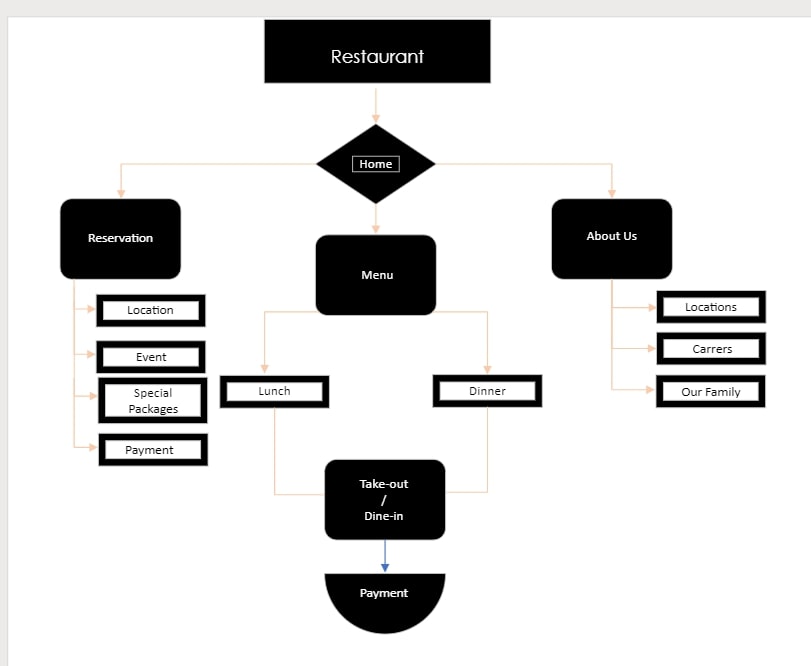 Restaurant
Home
Reservation
Menu
About Us
Location
Event
Special
Packages
Payment
Lunch
Dinner
Locations
Carrers
Our Family
Take-out
/
Dine-in
Payment